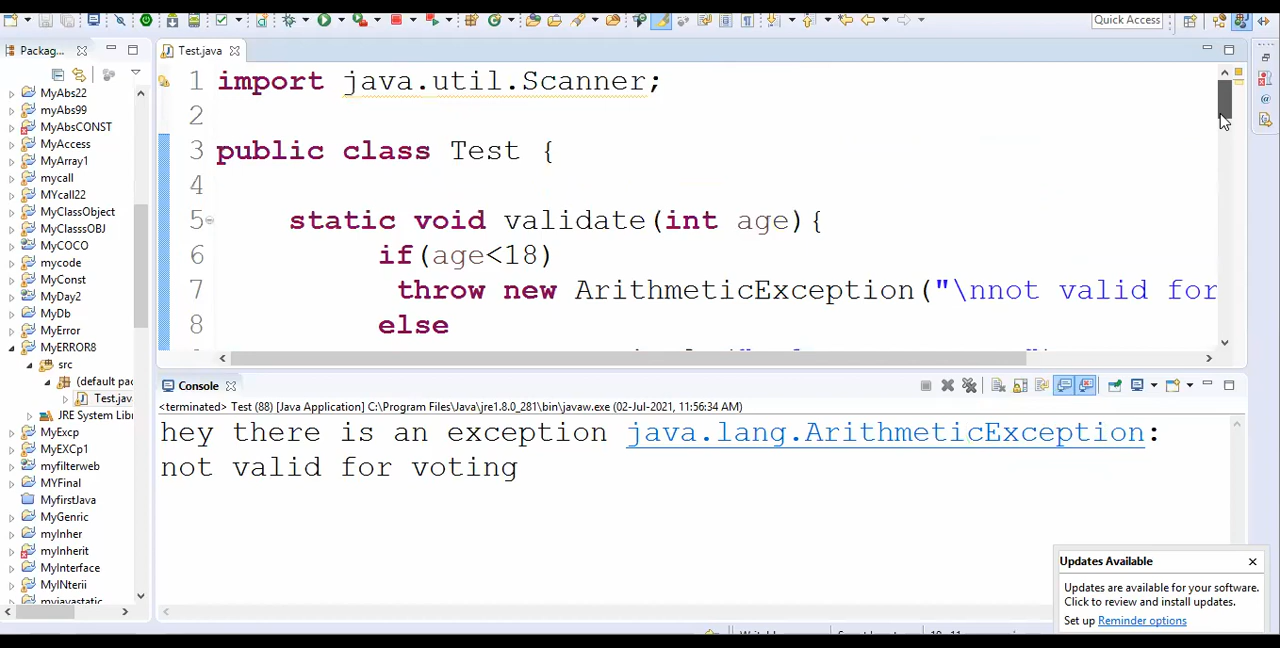 Quick Access
Packag...
Test.java
MyAbs22
myAbs99
MyAbsCONST
MyAccess
MyArray1
mycall
MYcall22
MyClassObject
MyClasssOBJ
MyCOCO
mycode
MyConst
MyDay2
MyDb
MyError
MyERROR8
src
(default pac
Test.jav
JRE System Libr
MyExcp
MyEXCp1
myfilterweb
MYFinal
MyfirstJava
MyGenric
myInher
myInherit
MyInterface
MyINterii
myjavastatic
1 import java.util.Scanner;
2
3 public class Test {
4
5 static void validate(int age){
6 if(age<18)
7 throw new ArithmeticException("\nnot valid for
8 else
Console
<terminated> Test (88) [Java Application] C:\Program Files\Java\jre1.8.0_281\bin\javaw.exe (02-Jul-2021, 11:56:34 AM)
hey there is an exception java.lang.ArithmeticException:
not valid for voting
Updates Available
Updates are available for your software.
Click to review and install updates.
Set up Reminder options